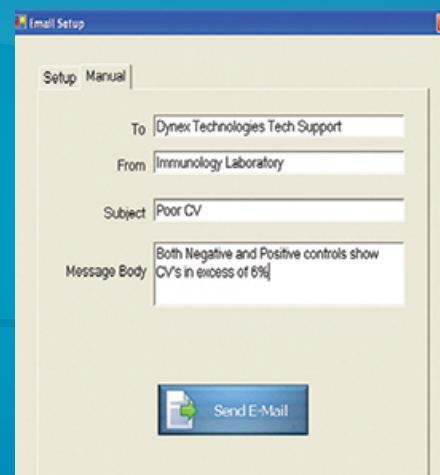 Email Setup
Setup Manual
To Dynex Technologies Tech Support
From Immunology Laboratory
Subject Poor CV
Message Body Both Negative and Positive controls show
CV's in excess of 6%
Send E-Mail